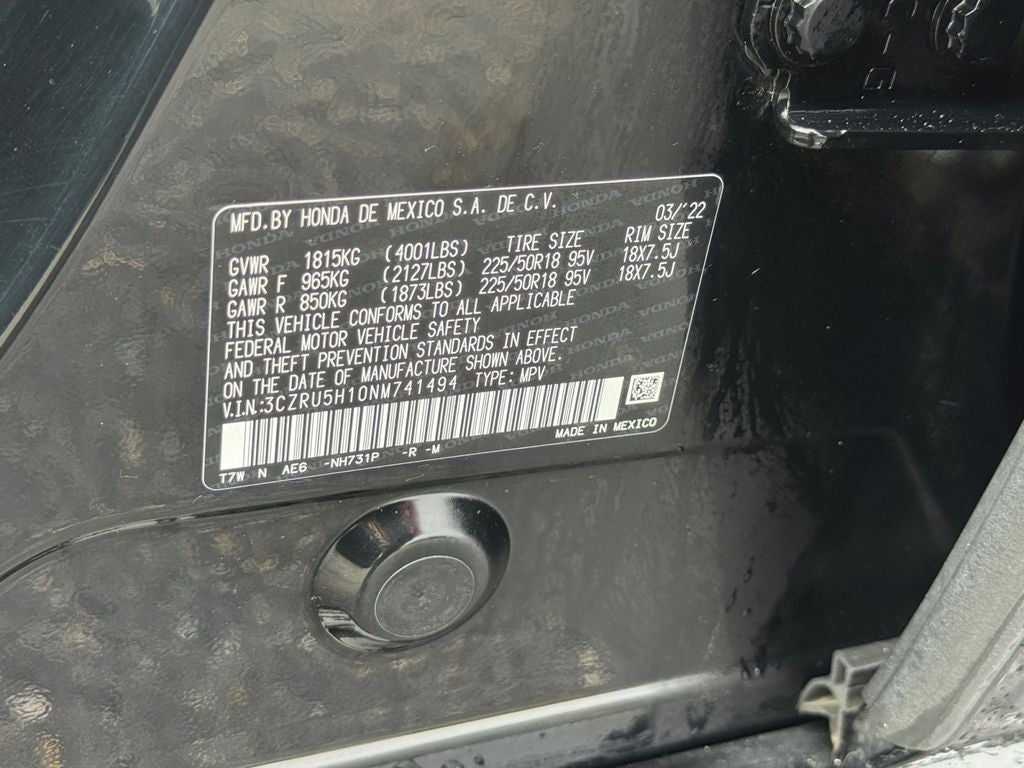 MFD.BY HONDA DE MEXICO S.A. DE C.V. 03/'22
TIRE SIZE RIM SIZE
GVWR 1815KG (4001LBS)
GAWR F 965KG (2127LBS) 225/50R18 95V 18X7.5J
GAWR R 850KG (1873LBS) 225/50R18 95V 18X7.5J
THIS VEHICLE CONFORMS TO ALL APPLICABLE
FEDERAL MOTOR VEHICLE SAFETY
AND THEFT PREVENTION STANDARDS IN EFFECT
ON THE DATE OF MANUFACTURE SHOWN ABOVE.
V.I.N.:3CZRU5H10NM741494 TYPE: MPV
MADE IN MEXICO
T7W N AE6 -NH731P -R -M